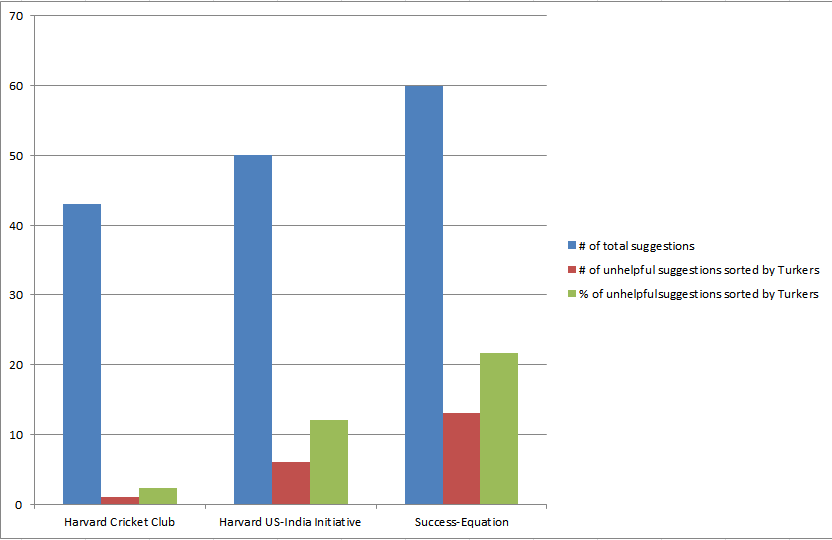 70
60
50
40
30
20
10
0
Harvard Cricket Club
Harvard US-India Initiative
Success-Equation
# of total suggestions
# of unhelpful suggestions sorted by Turkers
% of unhelpfulsuggestions sorted by Turkers